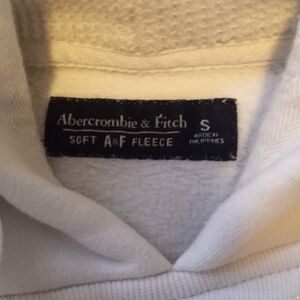 Abercrombie & Fitch
SOFT A&F FLEECE
S
MADE IN
PHILIPPINES